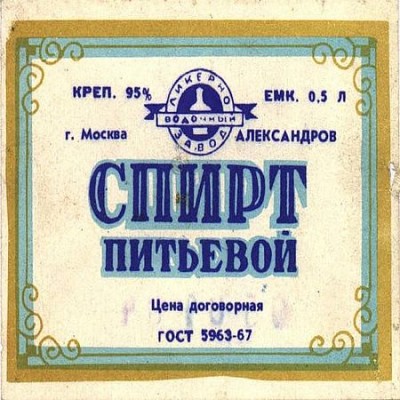 КРЕП. 95%
ЛИКЕРНО
ВОДОЧНЫЙ
ЗАВОД
ЕМК. 0,5 Л
г. Москва
АЛЕКСАНДРОВ
СПИРТ
ПИТЬЕВОЙ
Цена договорная
ГОСТ 5963-67